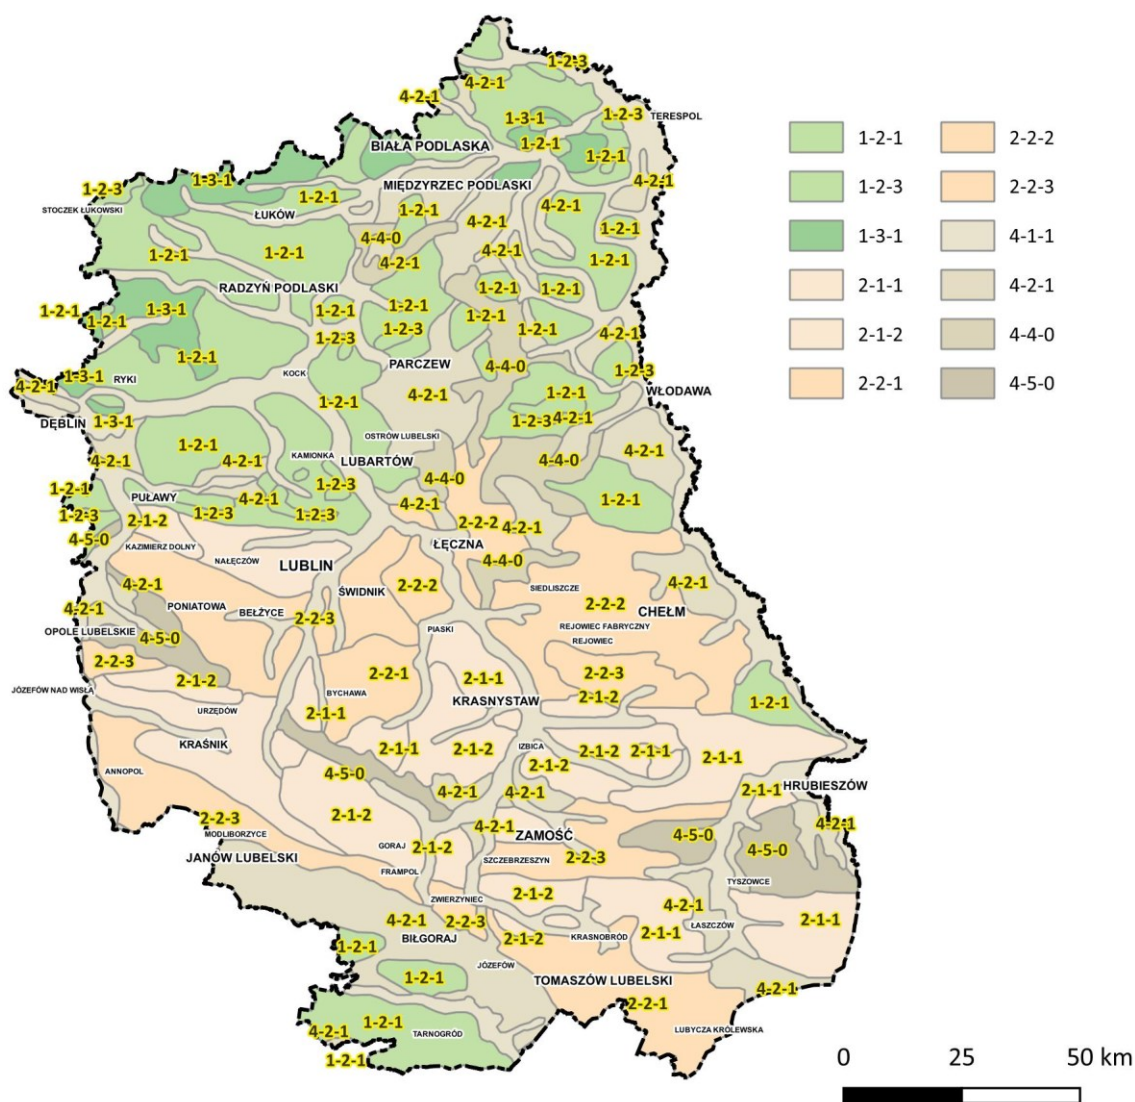 1-2-3
4-2-1
4-2-1
1-3-1
1-2-3
TERESPOL
1-2-1
BIAŁA PODLASKA
1-2-1
1-3-1
MIĘDZYRZEC PODLASKI
4-2-1
1-2-3
1-2-1
STOCZEK ŁUKOWSKI
ŁUKÓW
1-2-1
4-2-1
4-2-1
1-2-1
4-4-0
1-2-1
1-2-1
4-2-1
4-2-1
1-2-1
RADZYŃ PODLASKI
1-2-1
1-2-1
1-2-1
1-3-1
1-2-1
1-2-1
1-2-1
1-2-1
1-2-3
1-2-3
1-2-1
4-2-1
1-2-1
PARCZEW
4-4-0
1-2-3
KOCK
1-3-1
RYKI
4-2-1
WŁODAWA
4-2-1
1-2-1
1-2-1
DĘBLIN
1-3-1
1-2-3
4-2-1
OSTRÓW LUBELSKI
1-2-1
4-2-1
KAMIONKA
LUBARTÓW
4-2-1
4-2-1
4-4-0
4-4-0
1-2-3
1-2-1
PUŁAWY
4-2-1
1-2-1
4-2-1
1-2-3
1-2-3
1-2-3
2-1-2
2-2-2
4-2-1
4-5-0
KAZIMIERZ DOLNY
ŁĘCZNA
NAŁĘCZÓW
LUBLIN
4-4-0
4-2-1
ŚWIDNIK
2-2-2
SIEDLISZCZE
4-2-1
4-2-1
PONIATOWA
BEŁŻYCE
2-2-3
2-2-2
CHEŁM
OPOLE LUBELSKIE
4-5-0
PIASKI
REJOWIEC FABRYCZNY
REJOWIEC
2-2-3
2-1-2
2-2-1
2-1-1
2-2-3
JÓZEFÓW NAD WISŁĄ
BYCHAWA
KRASNYSTAW
2-1-2
1-2-1
URZĘDÓW
2-1-1
KRAŚNIK
2-1-1
2-1-2
IZBICA
2-1-2
2-1-1
2-1-1
ANNOPOL
4-5-0
2-1-2
4-2-1
4-2-1
2-1-1
HRUBIESZÓW
2-2-3
2-1-2
4-2-1
ZAMOŚĆ
4-5-0
4-2-1
MODLIBORZYCE
GORAJ
2-1-2
4-5-0
JANÓW LUBELSKI
SZCZEBRZESZYN
2-2-3
FRAMPOL
TYSZOWCE
ZWIERZYNIEC
2-1-2
4-2-1
4-2-1
2-2-3
ŁASZCZÓW
2-1-1
BIŁGORAJ
2-1-2
KRASNOBRÓD
2-1-1
1-2-1
JÓZEFÓW
1-2-1
TOMASZÓW LUBELSKI
4-2-1
2-2-1
1-2-1
4-2-1
TARNOGRÓD
LUBYCZA KRÓLEWSKA
1-2-1
1-2-1
1-2-3
1-3-1
2-1-1
2-1-2
2-2-1
2-2-2
2-2-3
4-1-1
4-2-1
4-4-0
4-5-0
0 25 50 km